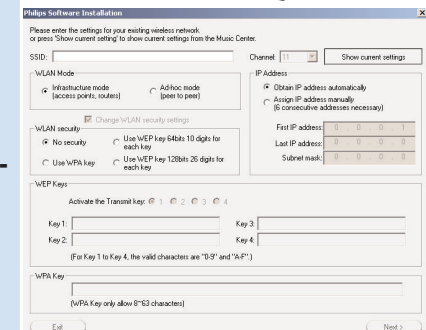 Philips Software Installation
Please enter the settings for your existing wireless network
or press 'Show current setting' to show current settings from the Music Center.
SSID:
Channel: 11
Show current settings
WLAN Mode
Infrastructure mode
(access points, routers)
Ad-hoc mode
(peer to peer)
IP Address
Obtain IP address automatically
Assign IP address manually
(6 consecutive addresses necessary)
Change WLAN security settings
WLAN security
No security
Use WEP key 64bits 10 digits for
each key
Use WPA key
Use WEP key 128bits 26 digits for
each key
First IP address: 0 . 0 . 0 . 1
Last IP address: 0 . 0 . 0 . 8
Subnet mask: 0 . 0 . 0 . 0
WEP Keys
Activate the Transmit key: 1 2 3 4
Key 1:
Key 3:
Key 2:
Key 4:
(For Key 1 to Key 4, the valid characters are "0-9" and "A-F".)
WPA Key
(WPA Key only allow 8~63 characters)
Exit
Next >